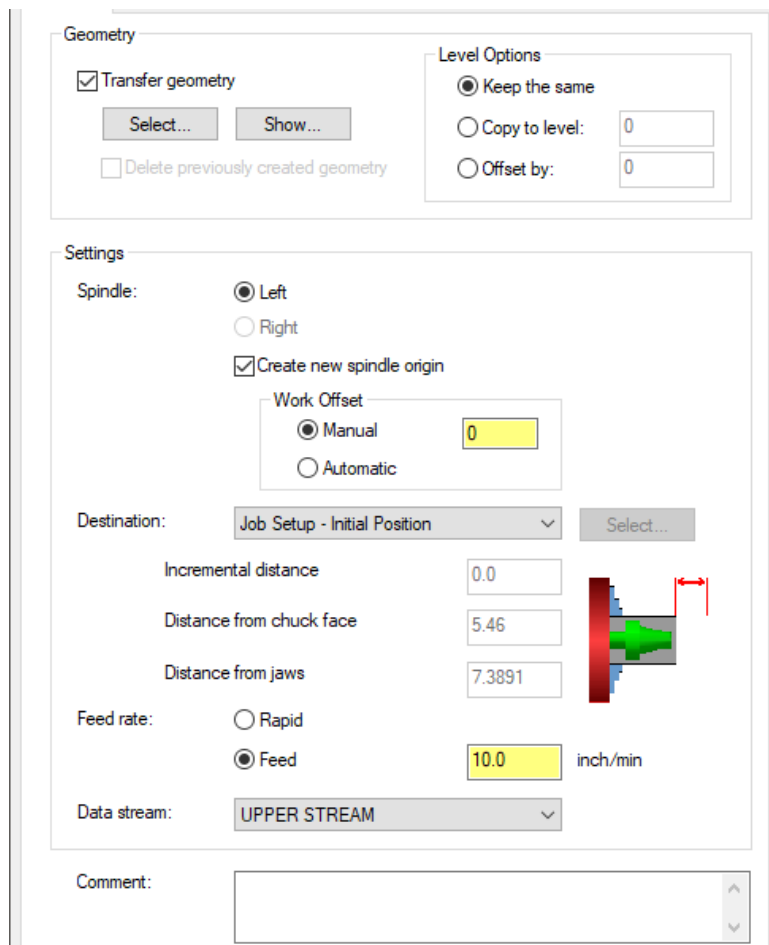 Geometry
Transfer geometry
Select... Show...
Delete previously created geometry
Level Options
Keep the same
Copy to level: 0
Offset by: 0
Settings
Spindle: Left
Right
Create new spindle origin
Work Offset
Manual 0
Automatic
Destination: Job Setup - Initial Position Select...
Incremental distance 0.0
Distance from chuck face 5.46
Distance from jaws 7.3891
Feed rate: Rapid
Feed 10.0 inch/min
Data stream: UPPER STREAM
Comment: